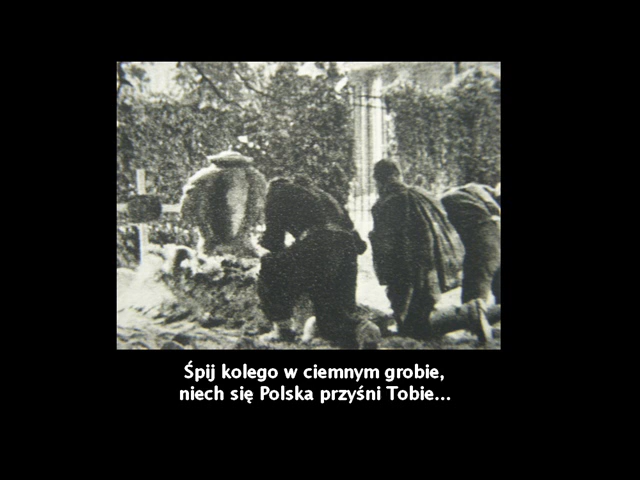 Śpij kolego w ciemnym grobie,
niech się Polska przyśni Tobie...